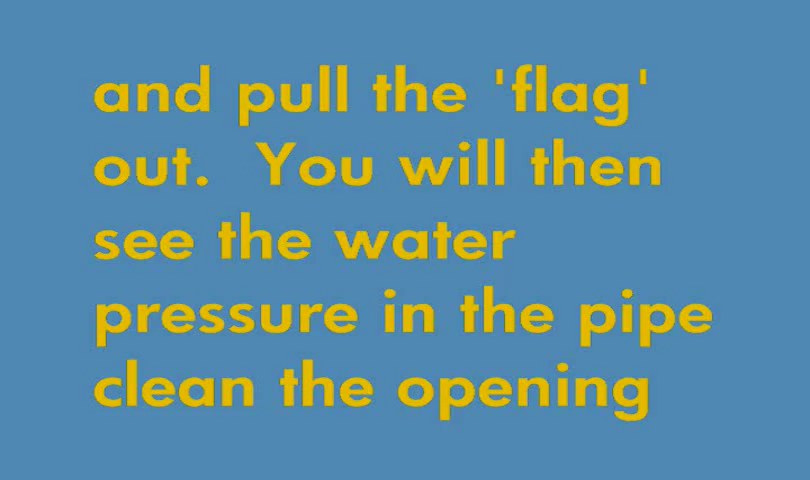 and pull the 'flag'
out.  You will then
see the water
pressure in the pipe
clean the opening